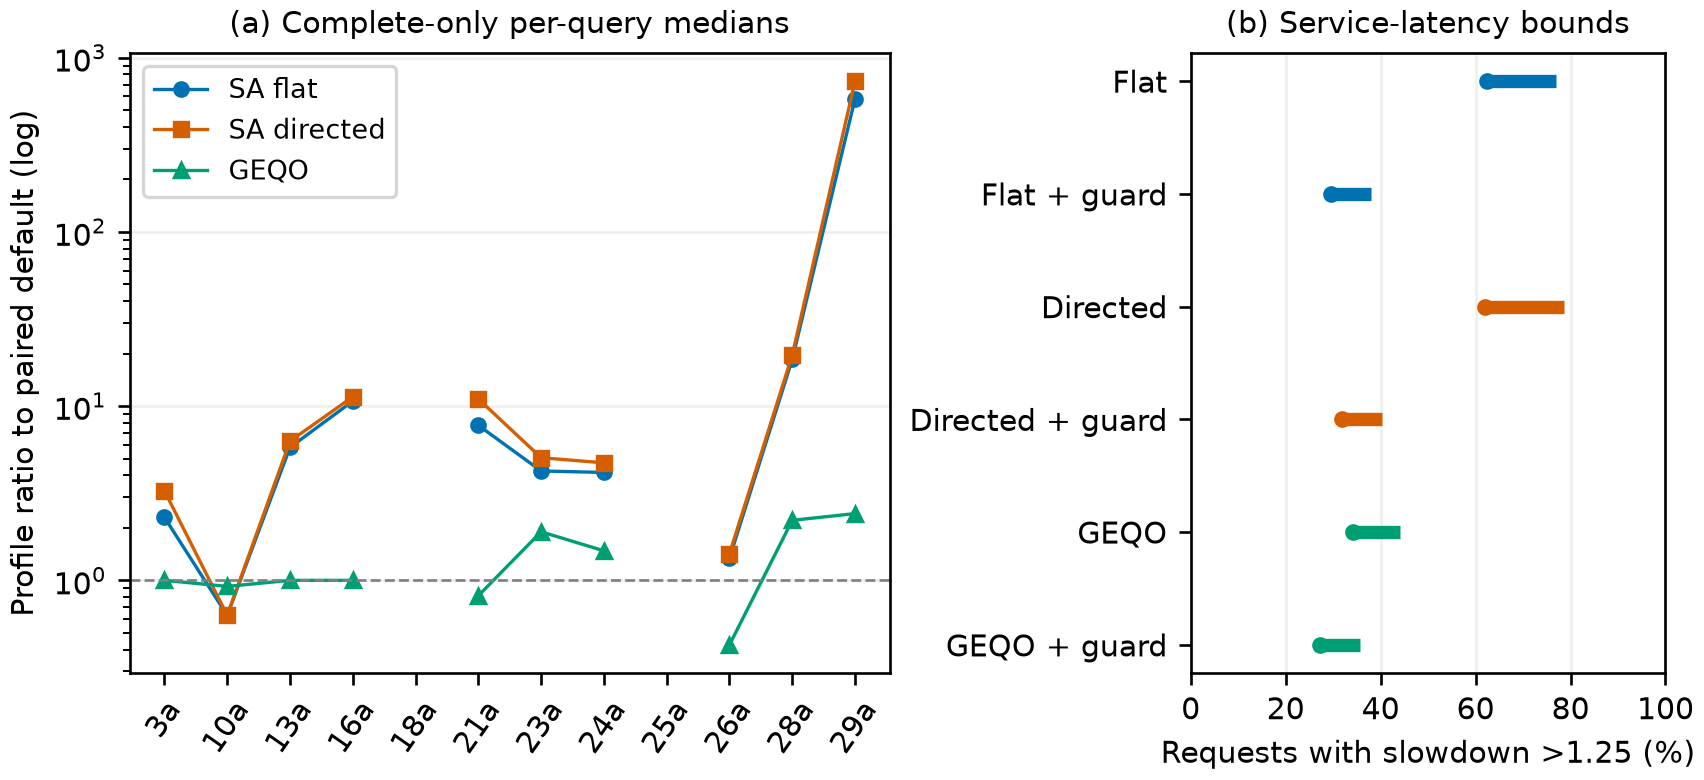 (a) Complete-only per-query medians
Profile ratio to paired default (log)
10³
10²
10¹
10⁰
SA flat
SA directed
GEQO
3a
10a
13a
16a
18a
21a
23a
24a
25a
26a
28a
29a
(b) Service-latency bounds
Flat
Flat + guard
Directed
Directed + guard
GEQO
GEQO + guard
0
20
40
60
80
100
Requests with slowdown >1.25 (%)